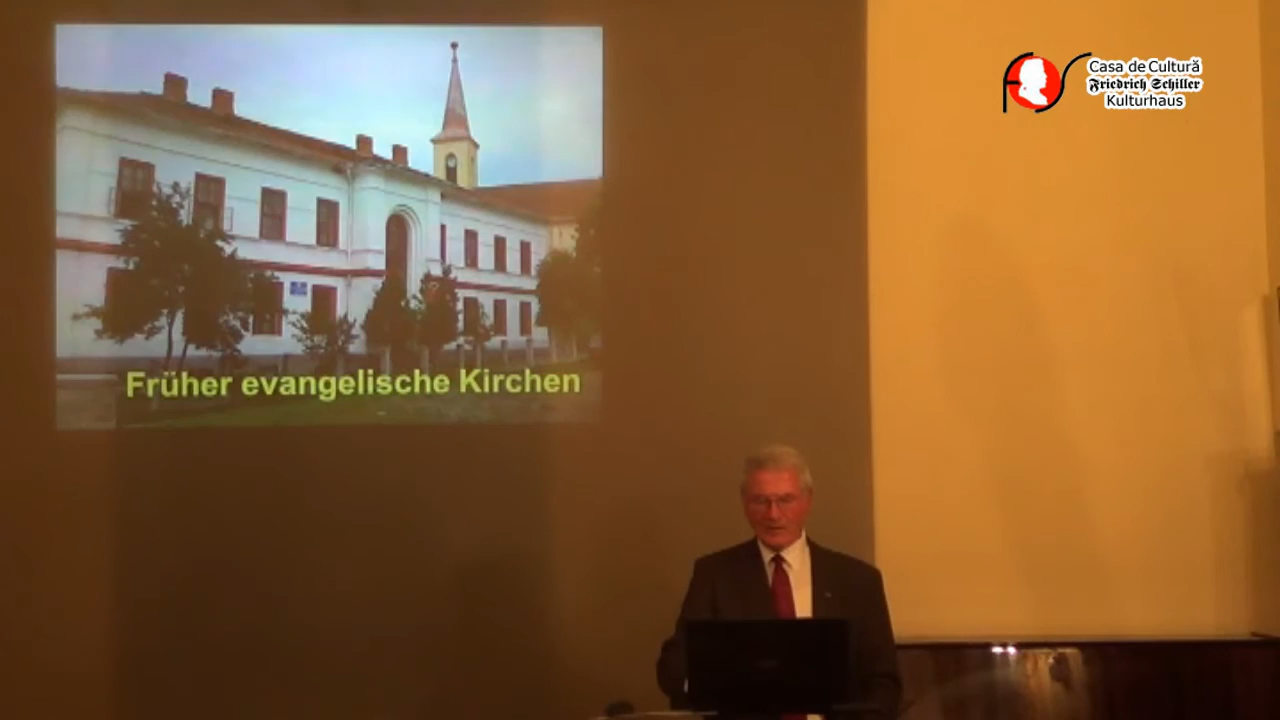 Casa de Cultură
Friedrich Schiller
Kulturhaus
Früher evangelische Kirchen